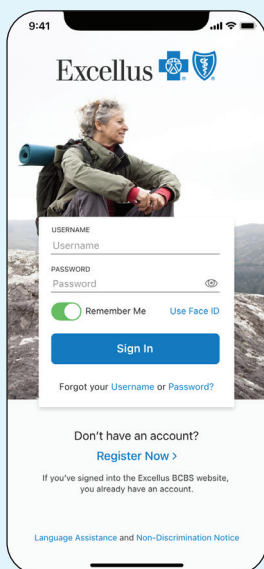 9:41
Excellus
USERNAME
Username
PASSWORD
Password
Remember Me Use Face ID
Sign In
Forgot your Username or Password?
Don't have an account?
Register Now >
If you've signed into the Excellus BCBS website,
you already have an account.
Language Assistance and Non-Discrimination Notice